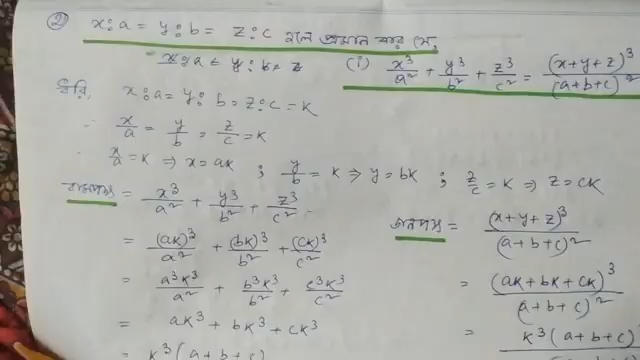 ② x:a = y:b = z:c হলে প্রমাণ কর যে,
x:a = y:b = z
(i) x³/a² + y³/b² + z³/c² = (x+y+z)³/(a+b+c)²
ধরি, x:a = y:b = z:c = K
∴ x/a = y/b = z/c = K
∴ x/a = K ⇒ x = aK ; y/b = K ⇒ y = bK ; z/c = K ⇒ z = cK
বামপক্ষ = x³/a² + y³/b² + z³/c²
= (aK)³/a² + (bK)³/b² + (cK)³/c²
= a³K³/a² + b³K³/b² + c³K³/c²
= aK³ + bK³ + cK³
= K³(a+b+c)
ডানপক্ষ = (x+y+z)³/(a+b+c)²
= (aK+bK+cK)³/(a+b+c)²
= K³(a+b+c)